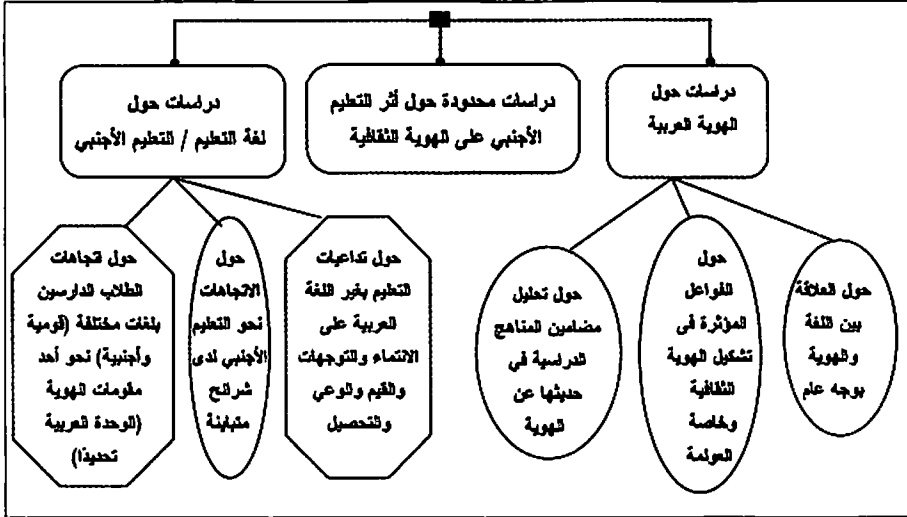 دراسات حول
الهوية العربية
دراسات محدودة حول أثر التعليم
الأجنبي على الهوية الثقافية
دراسات حول
لغة التعليم / التعليم الأجنبي
حول العلاقة
بين اللغة
والهوية
بوجه عام
حول
الفواعل
المؤثرة فى
تشكيل الهوية
الثقافية
وخاصة
العولمة
حول تحليل
مضامين المناهج
الدراسية في
حديثها عن
الهوية
حول تداعيات
التعليم بغير اللغة
العربية على
الانتماء والتوجهات
والقيم والوعي
والتحصيل
حول
الاتجاهات
نحو التعليم
الأجنبي لدى
شرائح
متباينة
حول اتجاهات
الطلاب الدارسين
بلغات مختلفة (قومية
وأجنبية) نحو أحد
مقومات الهوية
(الوحدة العربية
تحديدًا)